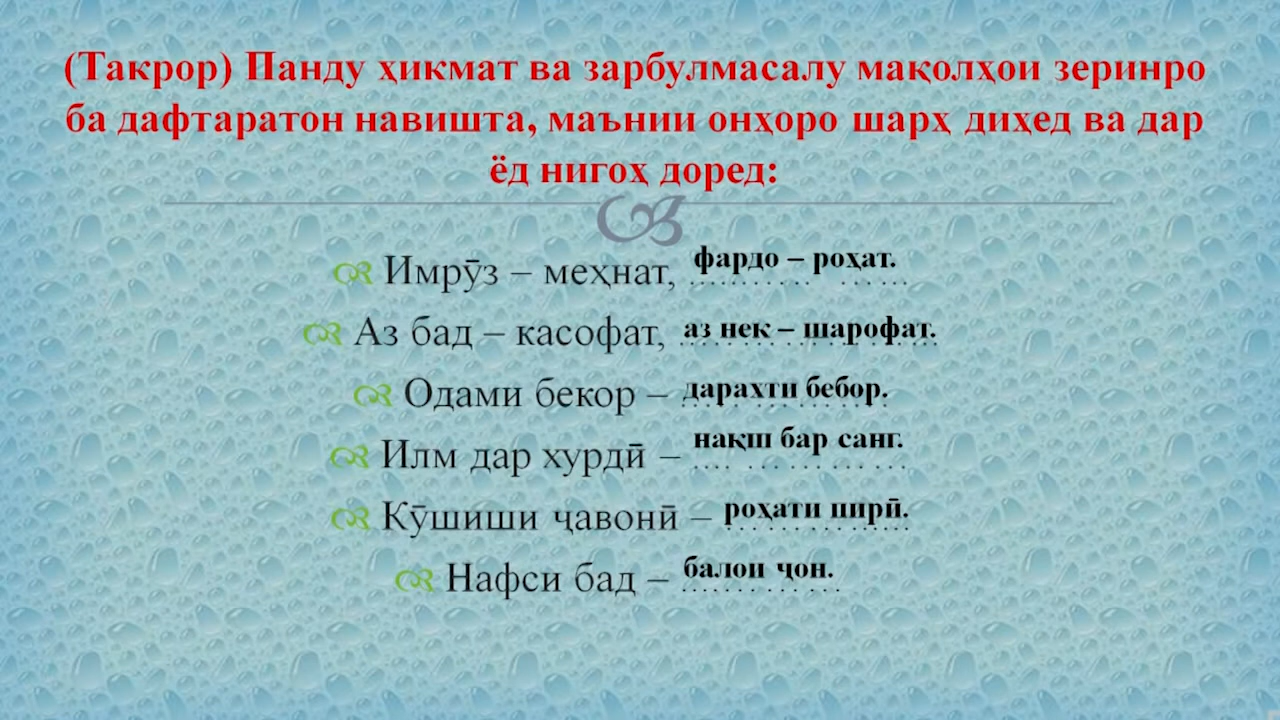 (Такрор) Панду ҳикмат ва зарбулмасалу мақолҳои зеринро
ба дафтаратон навишта, маънии онҳоро шарҳ диҳед ва дар
ёд нигоҳ доред:
Имрӯз – меҳнат, фардо – роҳат.
Аз бад – касофат, аз нек – шарофат.
Одами бекор – дарахти бебор.
Илм дар хурдӣ – нақш бар санг.
Кӯшиши ҷавонӣ – роҳати пирӣ.
Нафси бад – балои ҷон.